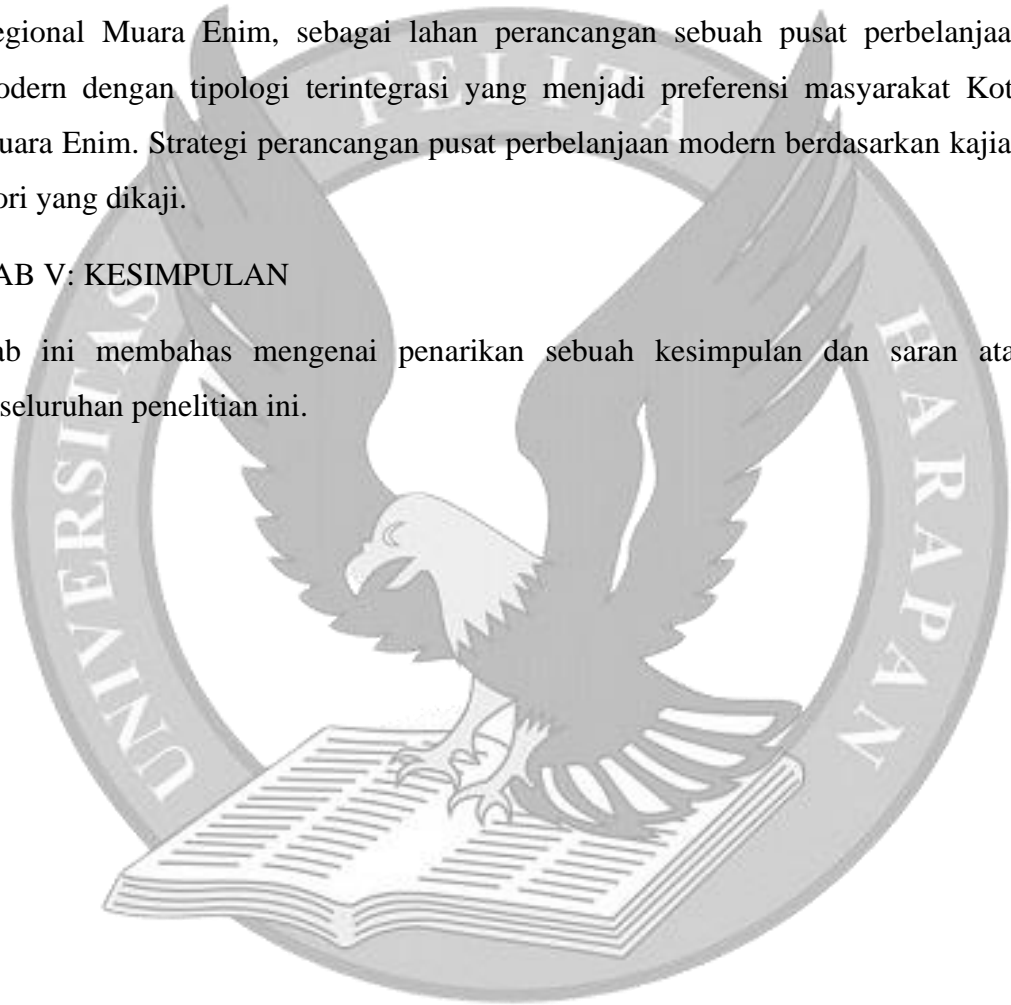 egional Muara Enim, sebagai lahan perancangan sebuah pusat perbelanjaa
odern dengan tipologi terintegrasi yang menjadi preferensi masyarakat Kot
uara Enim. Strategi perancangan pusat perbelanjaan modern berdasarkan kajia
ori yang dikaji.
AB V: KESIMPULAN
ab ini membahas mengenai penarikan sebuah kesimpulan dan saran ata
seluruhan penelitian ini.
UNIVERSITAS PELITA HARAPAN